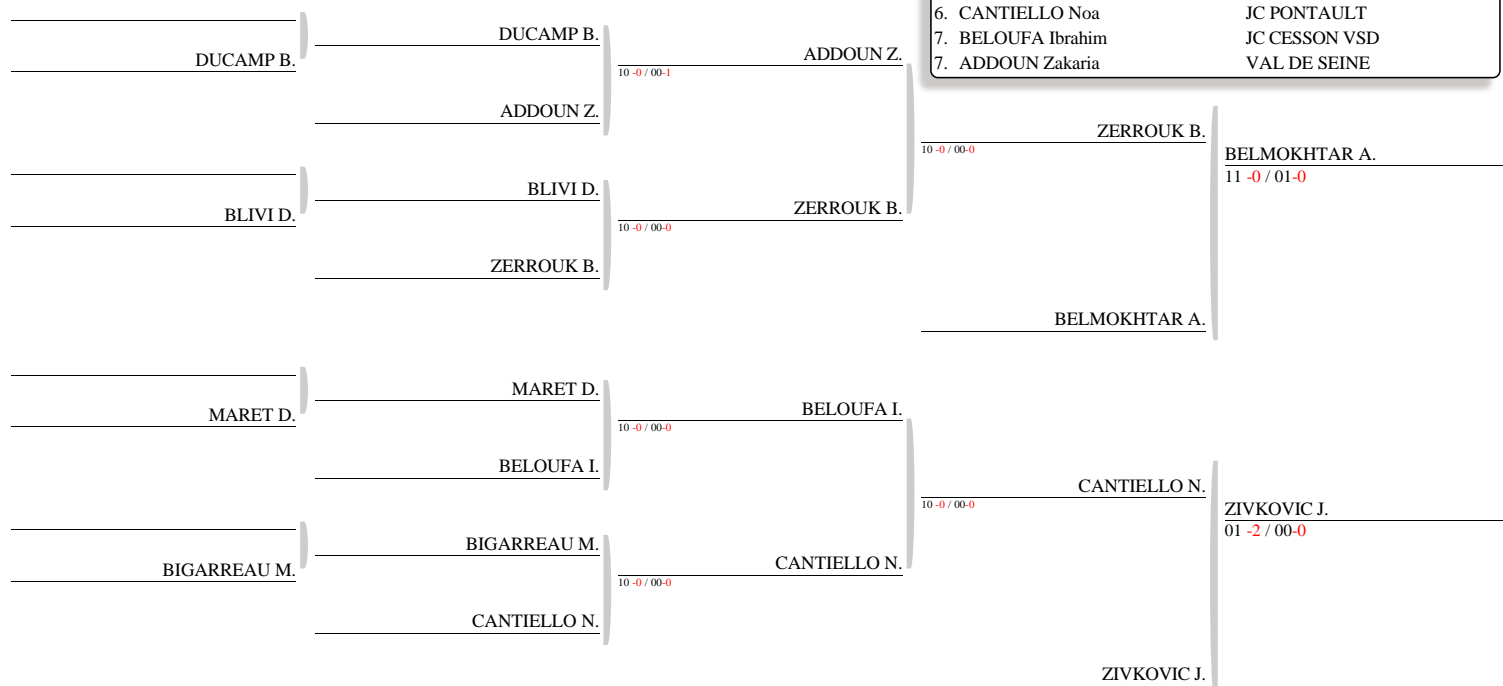 6. CANTIELLO Noa JC PONTAULT
7. BELOUFA Ibrahim JC CESSON VSD
7. ADDOUN Zakaria VAL DE SEINE
DUCAMP B.
DUCAMP B.
ADDOUN Z.
10 -0 / 00-1
ADDOUN Z.
ZERROUK B.
10 -0 / 00-0
BELMOKHTAR A.
11 -0 / 01-0
BLIVI D.
BLIVI D.
ZERROUK B.
10 -0 / 00-0
ZERROUK B.
BELMOKHTAR A.
MARET D.
MARET D.
BELOUFA I.
10 -0 / 00-0
BELOUFA I.
CANTIELLO N.
10 -0 / 00-0
ZIVKOVIC J.
01 -2 / 00-0
BIGARREAU M.
BIGARREAU M.
CANTIELLO N.
10 -0 / 00-0
CANTIELLO N.
ZIVKOVIC J.